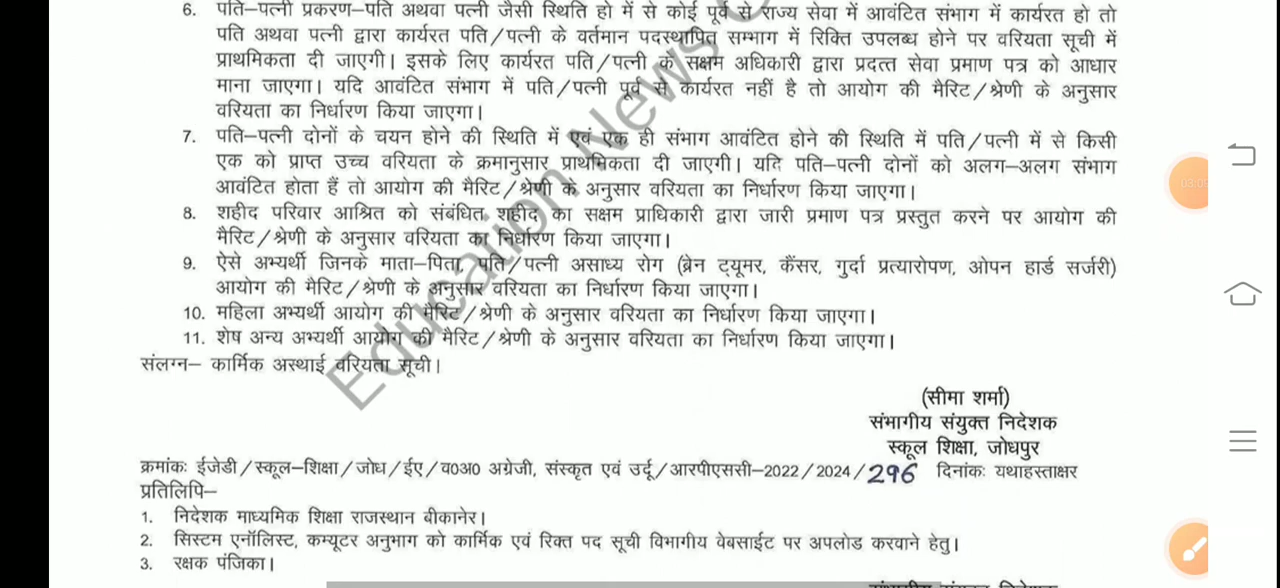 6. पति–पत्नी प्रकरण–पति अथवा पत्नी जैसी स्थिति हो में से कोई पूर्व से राज्य सेवा में आवंटित संभाग में कार्यरत हो तो
पति अथवा पत्नी द्वारा कार्यरत पति/पत्नी के वर्तमान पदस्थापित सम्भाग में रिक्ति उपलब्ध होने पर वरियता सूची में
प्राथमिकता दी जाएगी। इसके लिए कार्यरत पति/पत्नी के सक्षम अधिकारी द्वारा प्रदत्त सेवा प्रमाण पत्र को आधार
माना जाएगा। यदि आवंटित संभाग में पति/पत्नी पूर्व से कार्यरत नहीं है तो आयोग की मैरिट/श्रेणी के अनुसार
वरियता का निर्धारण किया जाएगा।
7. पति–पत्नी दोनों के चयन होने की स्थिति में एवं एक ही संभाग आवंटित होने की स्थिति में पति/पत्नी में से किसी
एक को प्राप्त उच्च वरियता के क्रमानुसार प्राथमिकता दी जाएगी। यदि पति–पत्नी दोनों को अलग–अलग संभाग
आवंटित होता हैं तो आयोग की मैरिट/श्रेणी के अनुसार वरियता का निर्धारण किया जाएगा।
8. शहीद परिवार आश्रित को संबंधित शहीद का सक्षम प्राधिकारी द्वारा जारी प्रमाण पत्र प्रस्तुत करने पर आयोग की
मैरिट/श्रेणी के अनुसार वरियता का निर्धारण किया जाएगा।
9. ऐसे अभ्यर्थी जिनके माता–पिता, पति/पत्नी असाध्य रोग (ब्रेन ट्यूमर, कैंसर, गुर्दा प्रत्यारोपण, ओपन हार्ड सर्जरी)
आयोग की मैरिट/श्रेणी के अनुसार वरियता का निर्धारण किया जाएगा।
10. महिला अभ्यर्थी आयोग की मैरिट/श्रेणी के अनुसार वरियता का निर्धारण किया जाएगा।
11. शेष अन्य अभ्यर्थी आयोग की मैरिट/श्रेणी के अनुसार वरियता का निर्धारण किया जाएगा।
संलग्न– कार्मिक अस्थाई वरियता सूची।
Education News
(सीमा शर्मा)
संभागीय संयुक्त निदेशक
स्कूल शिक्षा, जोधपुर
क्रमांकः ईजेडी/स्कूल–शिक्षा/जोध/ईए/व0अ0 अग्रेजी, संस्कृत एवं उर्दू/आरपीएससी–2022/2024/296 दिनांकः यथाहस्ताक्षर
प्रतिलिपि–
1. निदेशक माध्यमिक शिक्षा राजस्थान बीकानेर।
2. सिस्टम एनॉलिस्ट, कम्यूटर अनुभाग को कार्मिक एवं रिक्त पद सूची विभागीय वेबसाईट पर अपलोड करवाने हेतु।
3. रक्षक पंजिका।